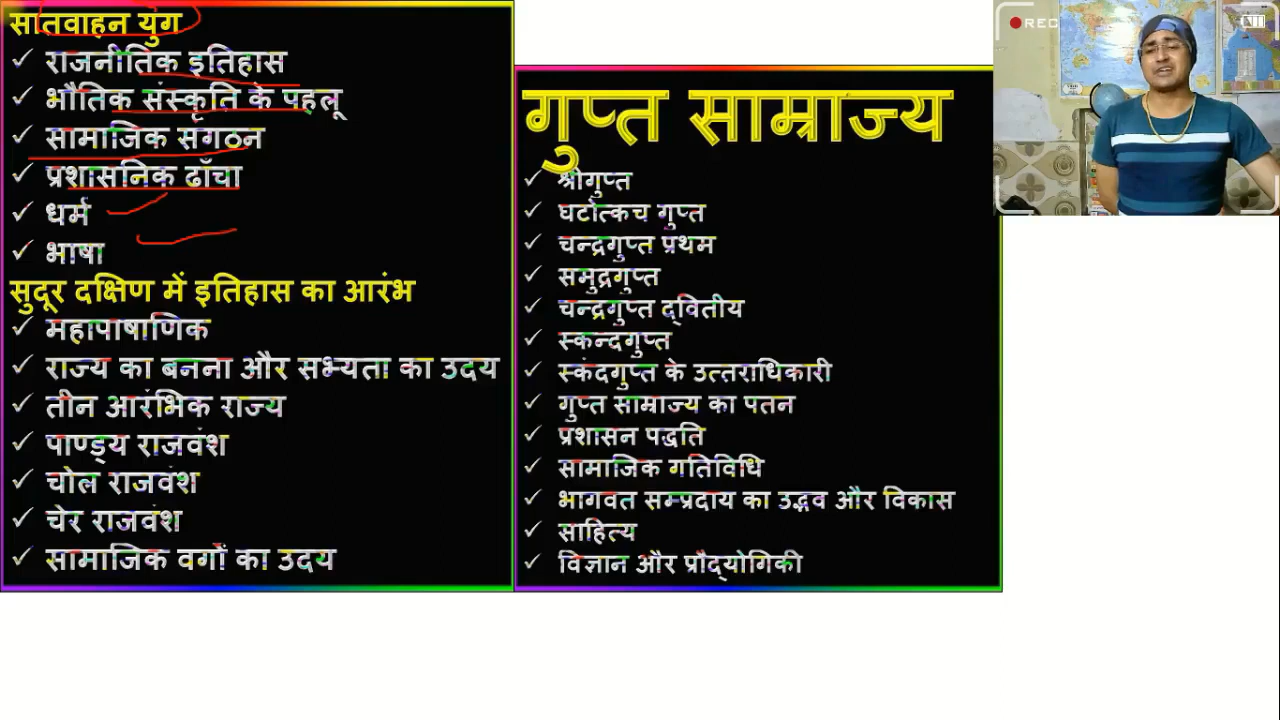 सातवाहन युग
राजनीतिक इतिहास
भौतिक संस्कृति के पहलू
सामाजिक संगठन
प्रशासनिक ढाँचा
धर्म
भाषा
सुदूर दक्षिण में इतिहास का आरंभ
महापाषाणिक
राज्य का बनना और सभ्यता का उदय
तीन आरंभिक राज्य
पाण्ड्य राजवंश
चोल राजवंश
चेर राजवंश
सामाजिक वर्गों का उदय
गुप्त साम्राज्य
श्रीगुप्त
घटोत्कच गुप्त
चन्द्रगुप्त प्रथम
समुद्रगुप्त
चन्द्रगुप्त द्वितीय
स्कन्दगुप्त
स्कंदगुप्त के उत्तराधिकारी
गुप्त साम्राज्य का पतन
प्रशासन पद्धति
सामाजिक गतिविधि
भागवत सम्प्रदाय का उद्भव और विकास
साहित्य
विज्ञान और प्रौद्योगिकी
REC